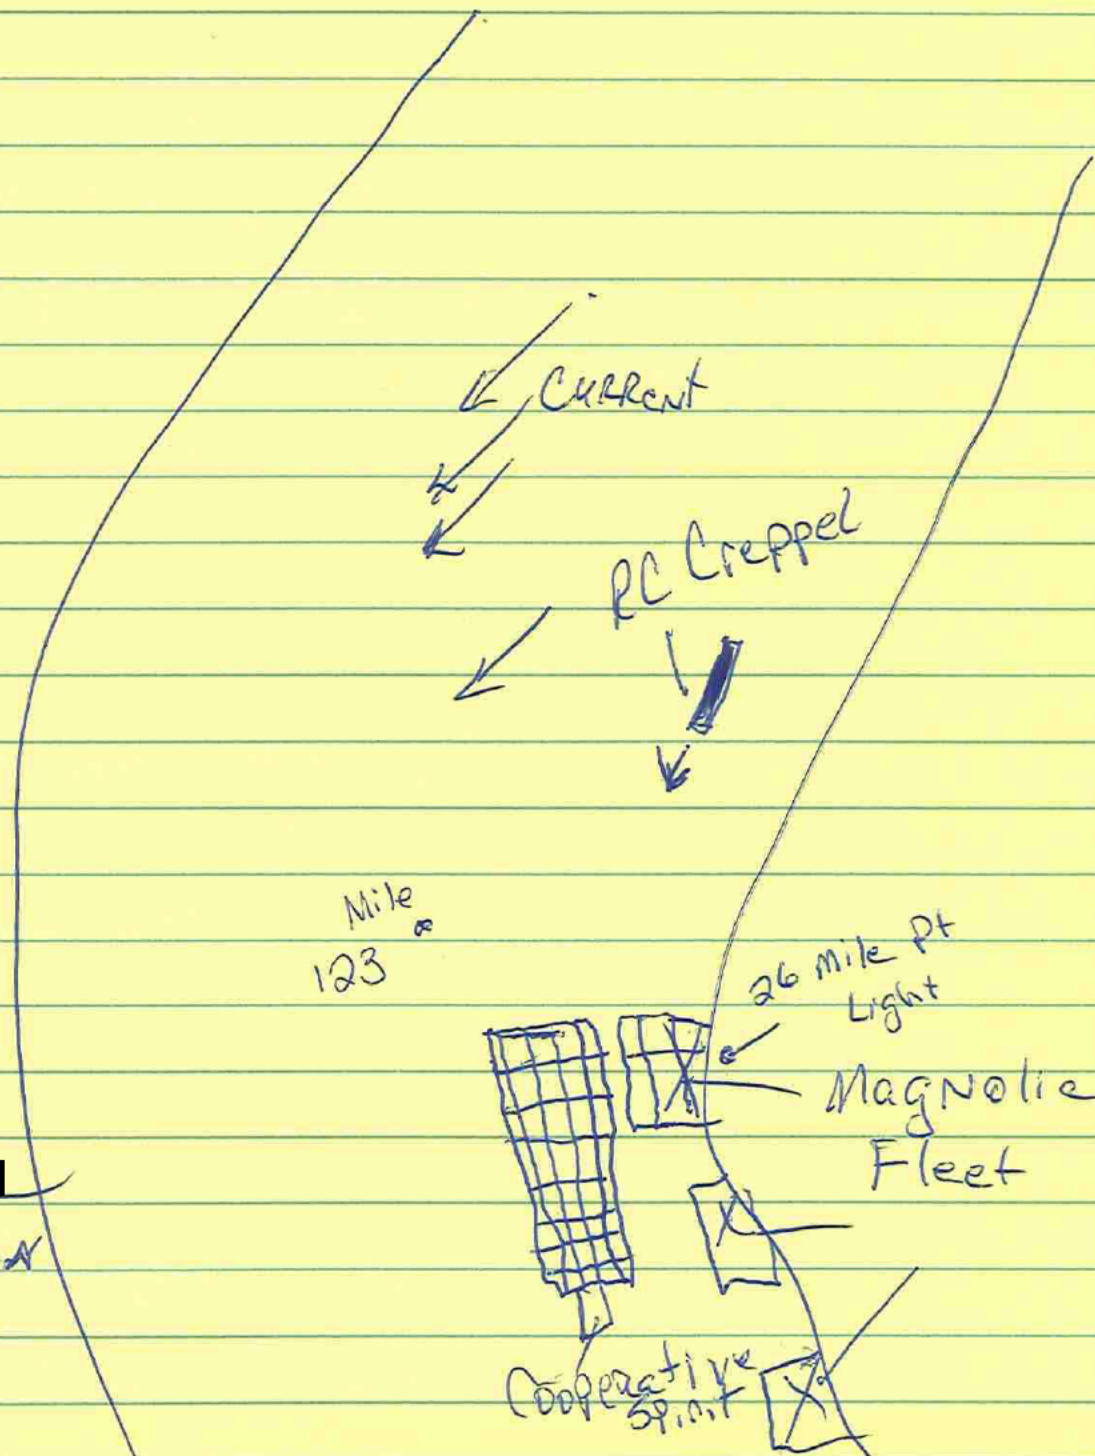 Current
RC Creppel
Mile
123
26 Mile Pt
Light
Magnolia
Fleet
Cooperative
Spirit